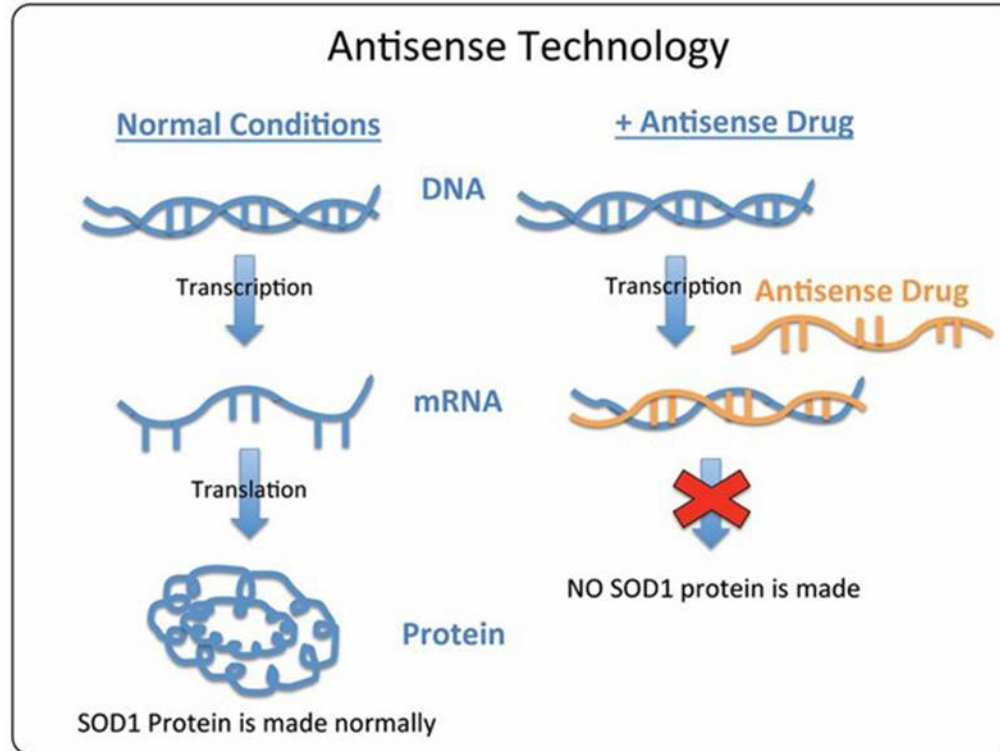 Antisense Technology
Normal Conditions
+ Antisense Drug
DNA
Transcription
Transcription
Antisense Drug
mRNA
Translation
NO SOD1 protein is made
Protein
SOD1 Protein is made normally